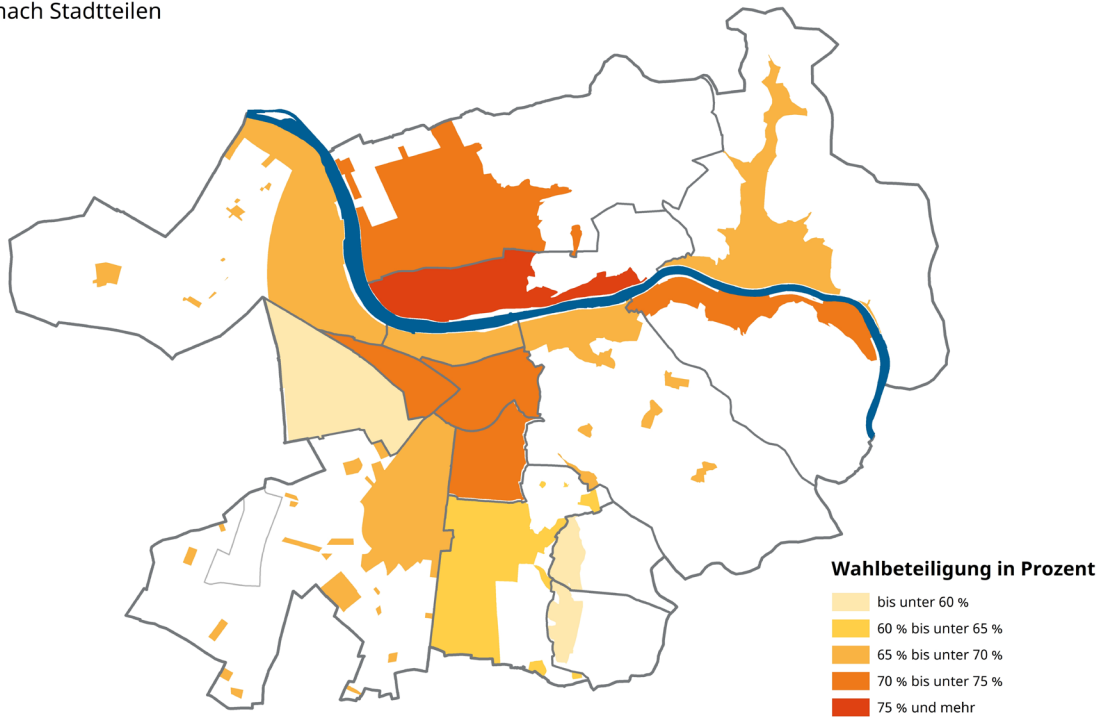 nach Stadtteilen
Wahlbeteiligung in Prozent
bis unter 60 %
60 % bis unter 65 %
65 % bis unter 70 %
70 % bis unter 75 %
75 % und mehr